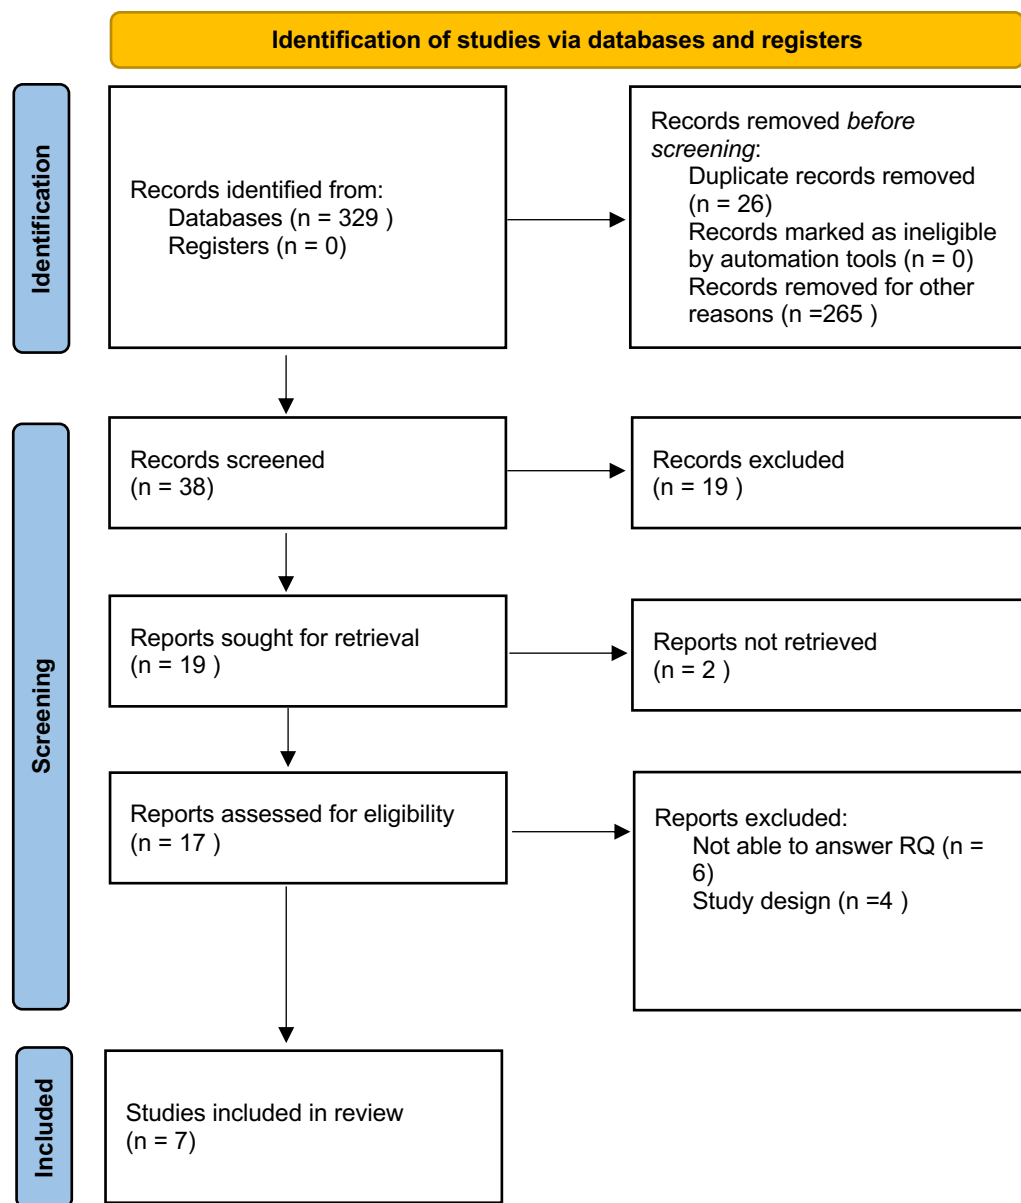 Identification of studies via databases and registers
Identification
Records identified from:
Databases (n = 329 )
Registers (n = 0)
Records removed before
screening:
Duplicate records removed
(n = 26)
Records marked as ineligible
by automation tools (n = 0)
Records removed for other
reasons (n =265 )
Screening
Records screened
(n = 38)
Records excluded
(n = 19 )
Reports sought for retrieval
(n = 19 )
Reports not retrieved
(n = 2 )
Reports assessed for eligibility
(n = 17 )
Reports excluded:
Not able to answer RQ (n =
6)
Study design (n =4 )
Included
Studies included in review
(n = 7)